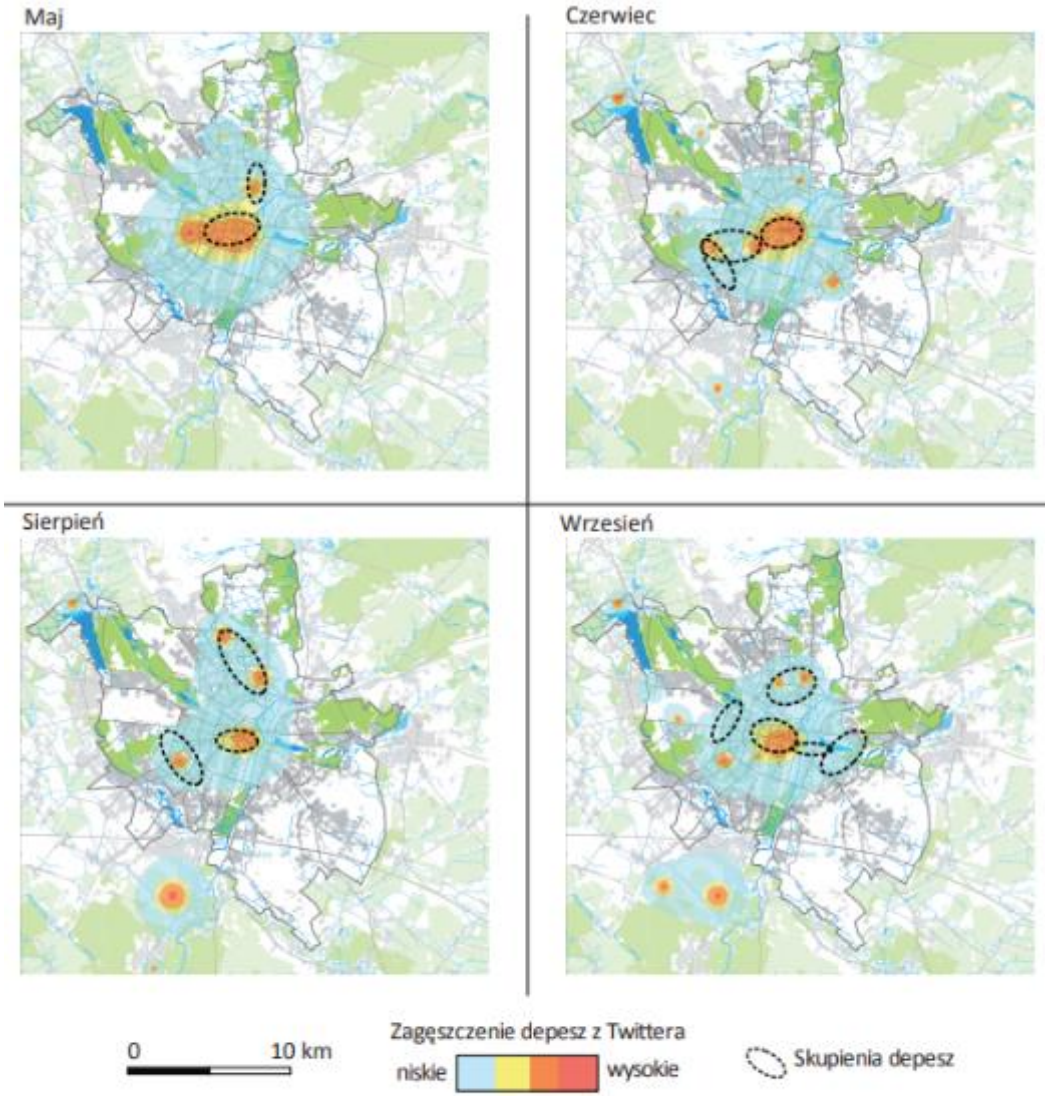 Maj
Czerwiec
Sierpień
Wrzesień
Zagęszczenie depesz z Twittera
0 10 km
niskie wysokie
Skupienia depesz